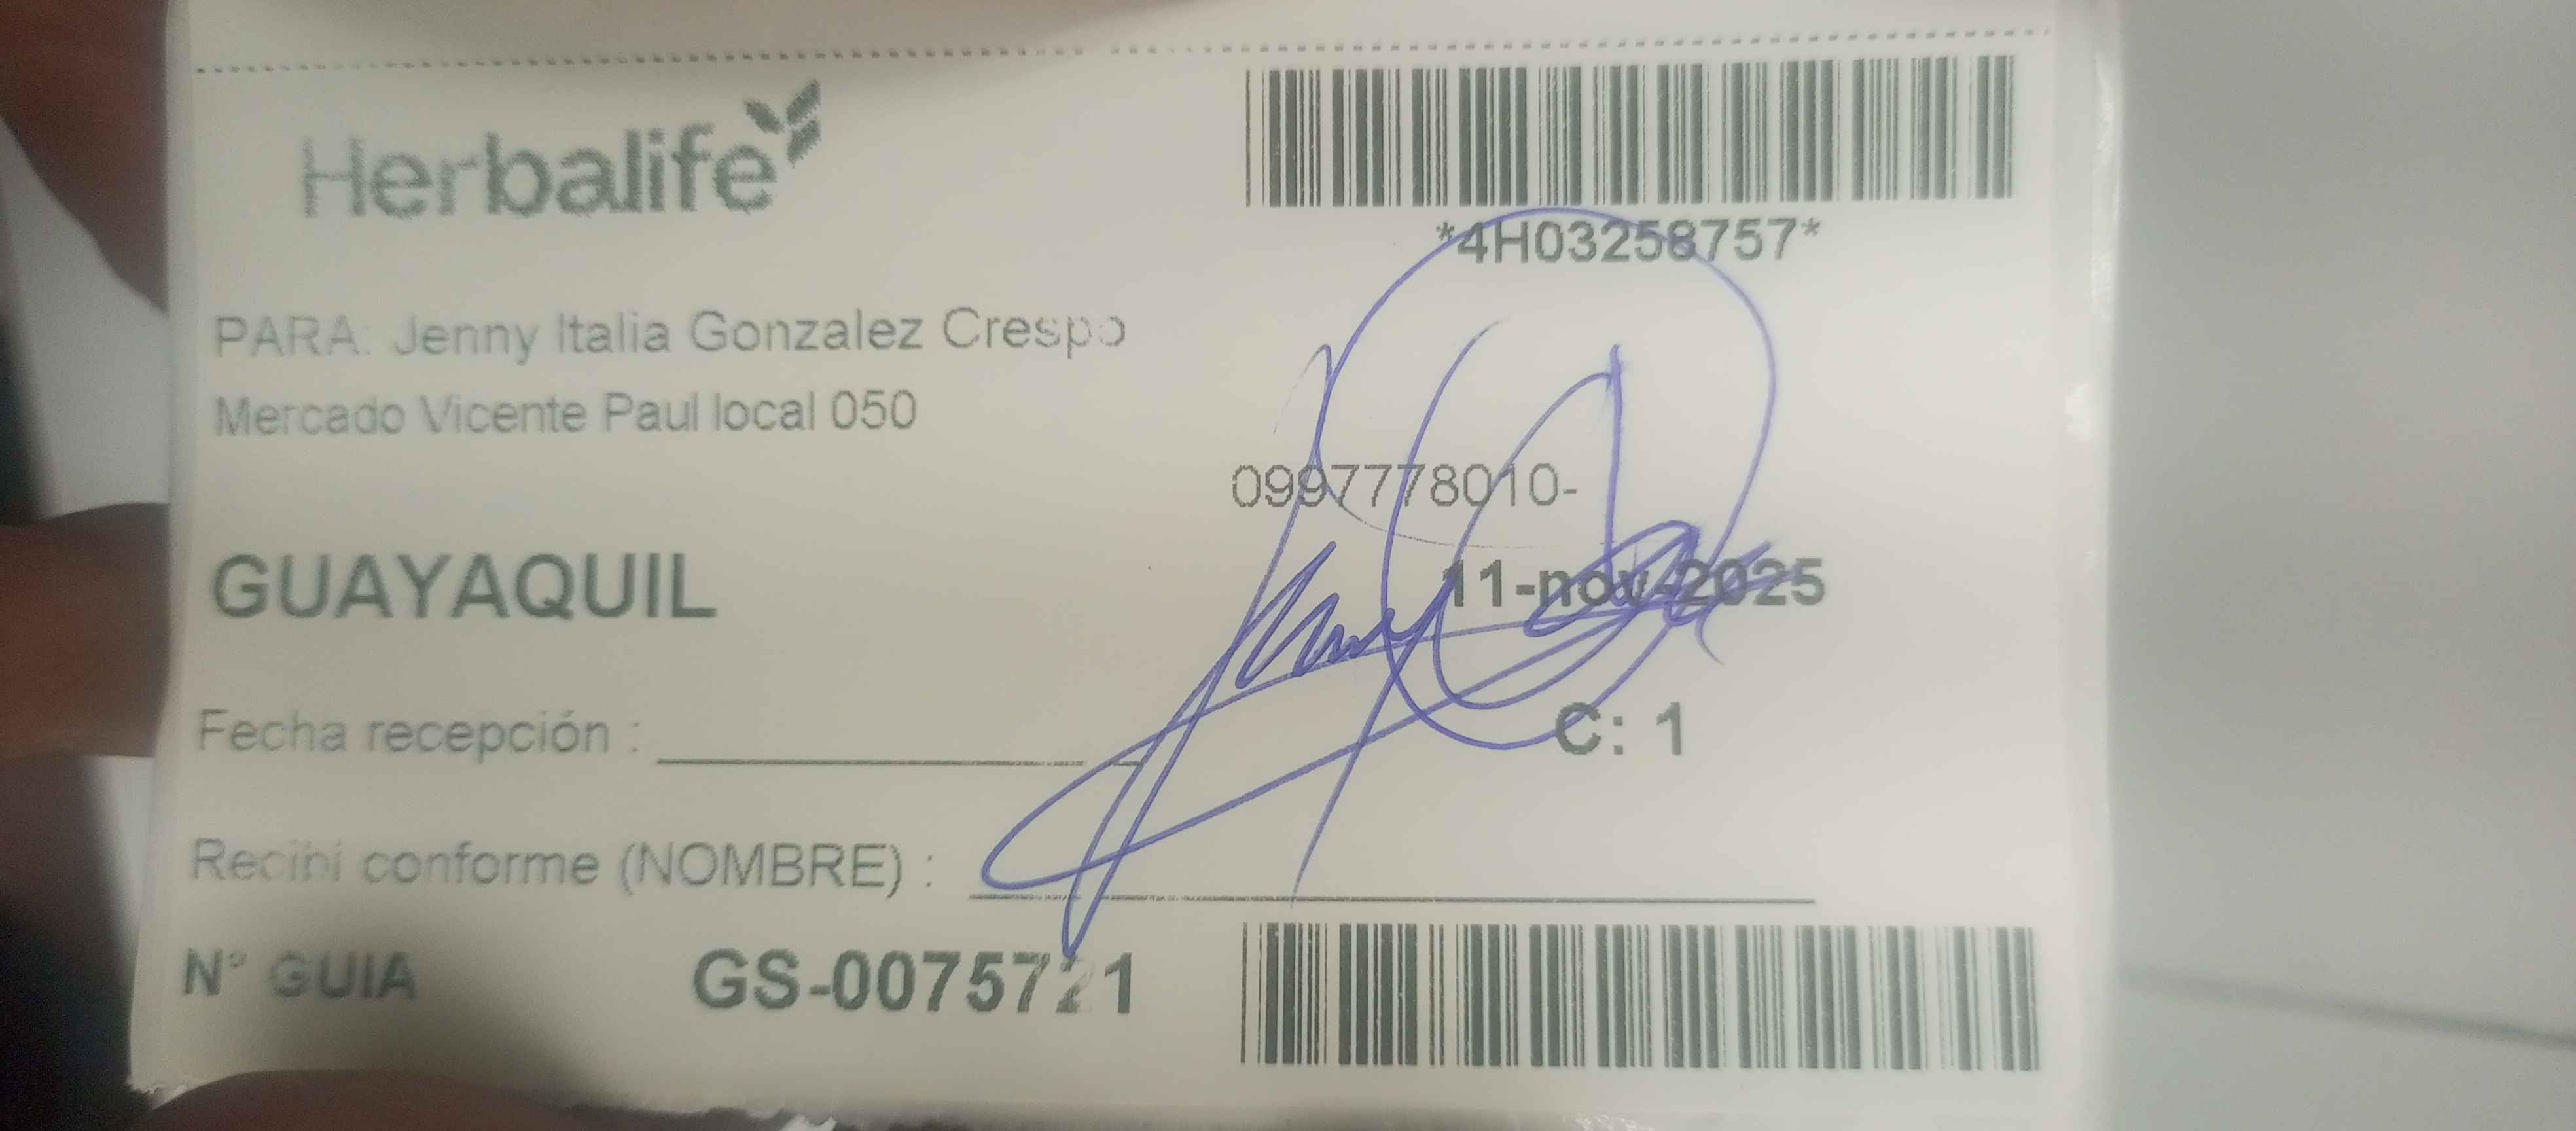 Herbalife
*4H03258757*
PARA: Jenny Italia Gonzalez Crespo
Mercado Vicente Paul local 050
0997778010-
GUAYAQUIL
11-nov-2025
Fecha recepción :
C: 1
Recibi conforme (NOMBRE) :
N° GUIA GS-0075721